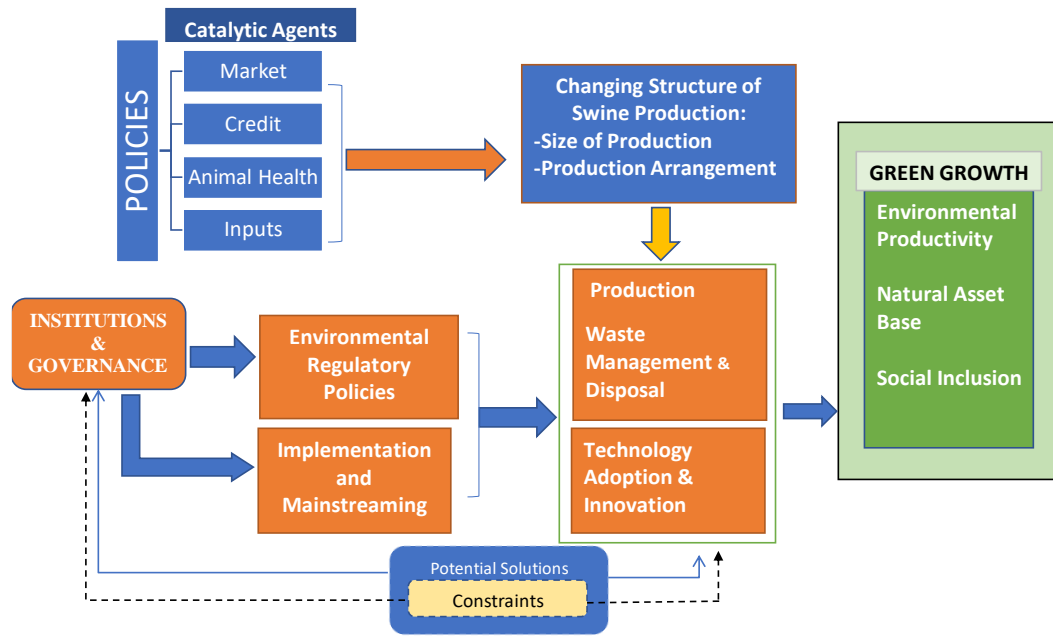 Catalytic Agents
POLICIES
Market
Credit
Animal Health
Inputs
Changing Structure of
Swine Production:
-Size of Production
-Production Arrangement
GREEN GROWTH
Environmental
Productivity
Natural Asset
Base
Social Inclusion
INSTITUTIONS
&
GOVERNANCE
Environmental
Regulatory
Policies
Implementation
and
Mainstreaming
Production
Waste
Management &
Disposal
Technology
Adoption &
Innovation
Potential Solutions
Constraints